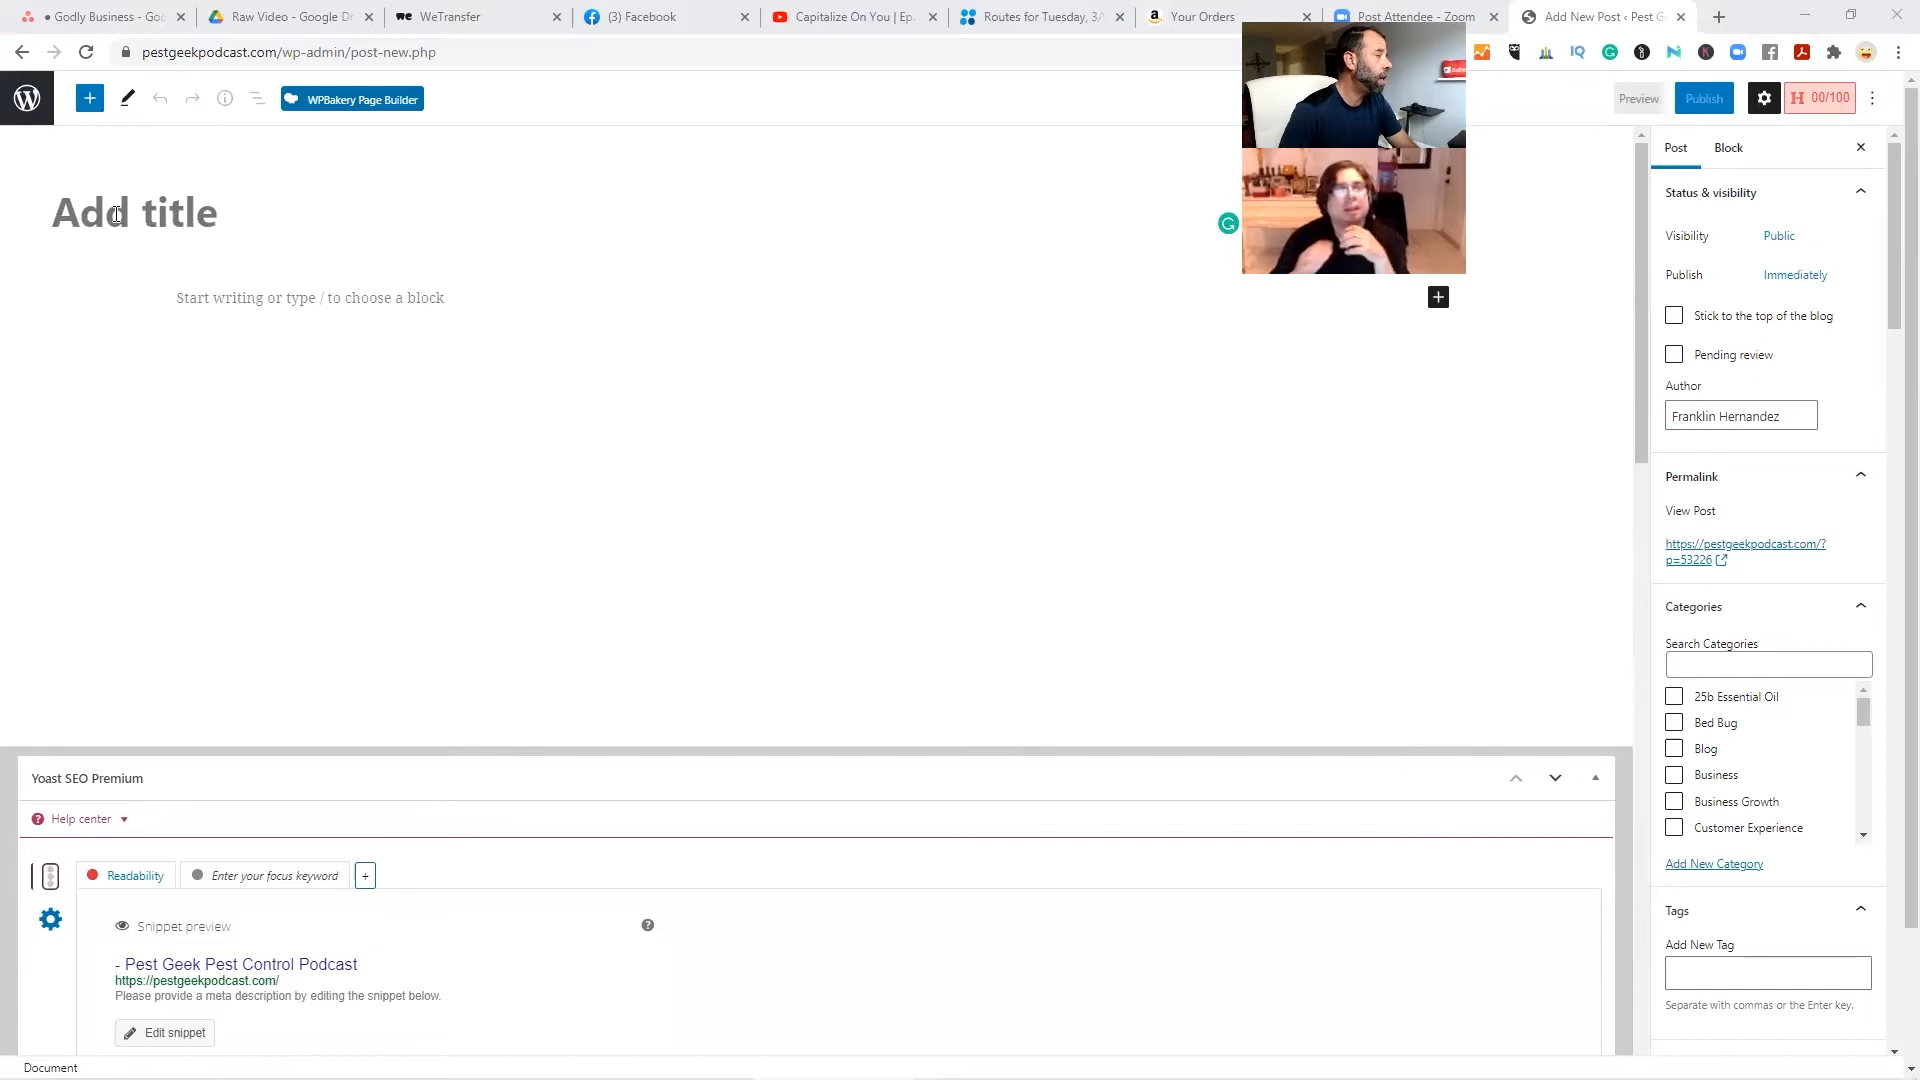 Godly Business - Goo
Raw Video - Google Dr
WeTransfer
(3) Facebook
Capitalize On You | Ep
Routes for Tuesday, 3/
Your Orders
Post Attendee - Zoom
Add New Post ‹ Pest G
pestgeekpodcast.com/wp-admin/post-new.php
WPBakery Page Builder
Preview
Publish
00/100
Add title
Start writing or type / to choose a block
Post
Block
Status & visibility
Visibility
Public
Publish
Immediately
Stick to the top of the blog
Pending review
Author
Franklin Hernandez
Permalink
View Post
https://pestgeekpodcast.com/?
p=53226
Categories
Search Categories
25b Essential Oil
Bed Bug
Blog
Business
Business Growth
Customer Experience
Add New Category
Tags
Add New Tag
Separate with commas or the Enter key.
Yoast SEO Premium
Help center
Readability
Enter your focus keyword
Snippet preview
- Pest Geek Pest Control Podcast
https://pestgeekpodcast.com/
Please provide a meta description by editing the snippet below.
Edit snippet
Document